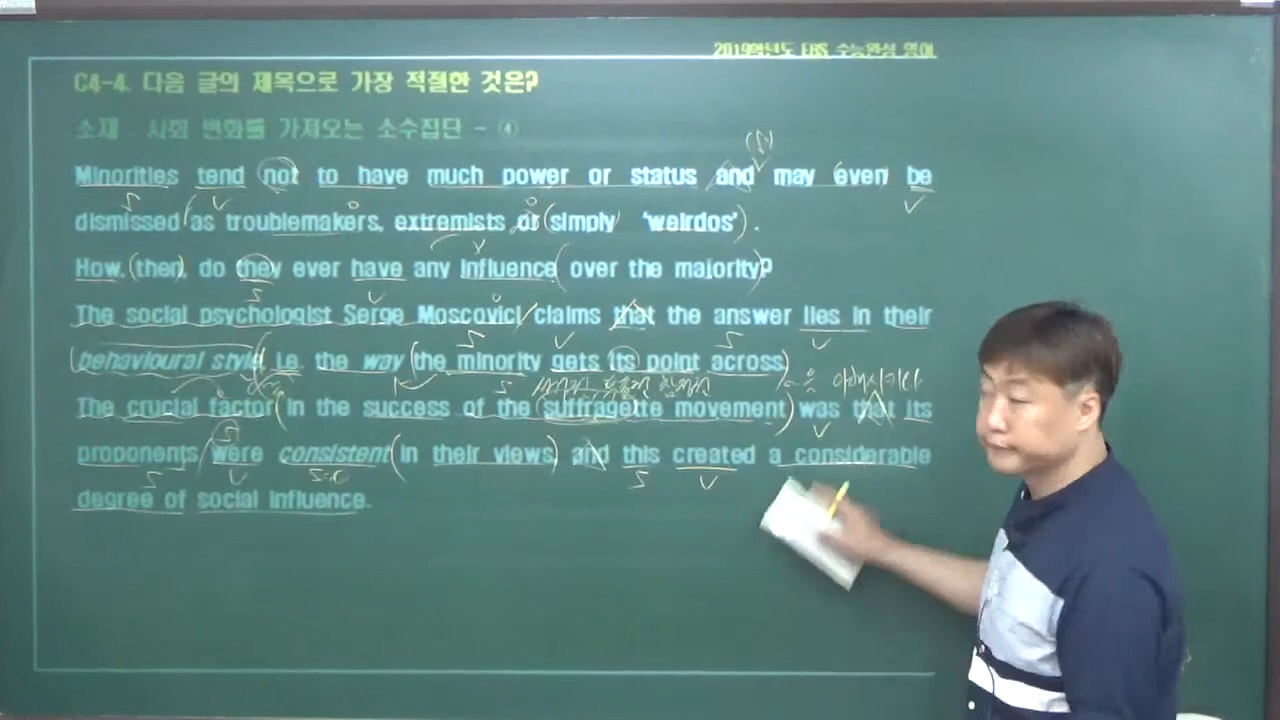 2019학년도 EBS 수능완성 영어
C4-4. 다음 글의 제목으로 가장 적절한 것은?
소재 : 사회 변화를 가져오는 소수집단 - ④
(S)
Minorities tend not to have much power or status and may even be
S V O O V
dismissed as troublemakers, extremists or simply 'weirdos'.
How, then, do they ever have any influence over the majority?
S V O
The social psychologist Serge Moscovici claims that the answer lies in their
S V S V
behavioural style, i.e. the way the minority gets its point across.
S ~을 이해시키다
The crucial factor in the success of the suffragette movement was that its
S V
proponents were consistent in their views, and this created a considerable
S V S.C S V
degree of social influence.